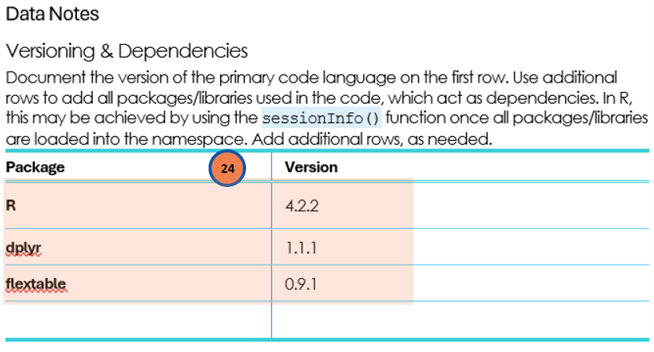 Data Notes
Versioning & Dependencies
Document the version of the primary code language on the first row. Use additional
rows to add all packages/libraries used in the code, which act as dependencies. In R,
this may be achieved by using the sessionInfo() function once all packages/libraries
are loaded into the namespace. Add additional rows, as needed.
Package 24 Version
R 4.2.2
dplyr 1.1.1
flextable 0.9.1